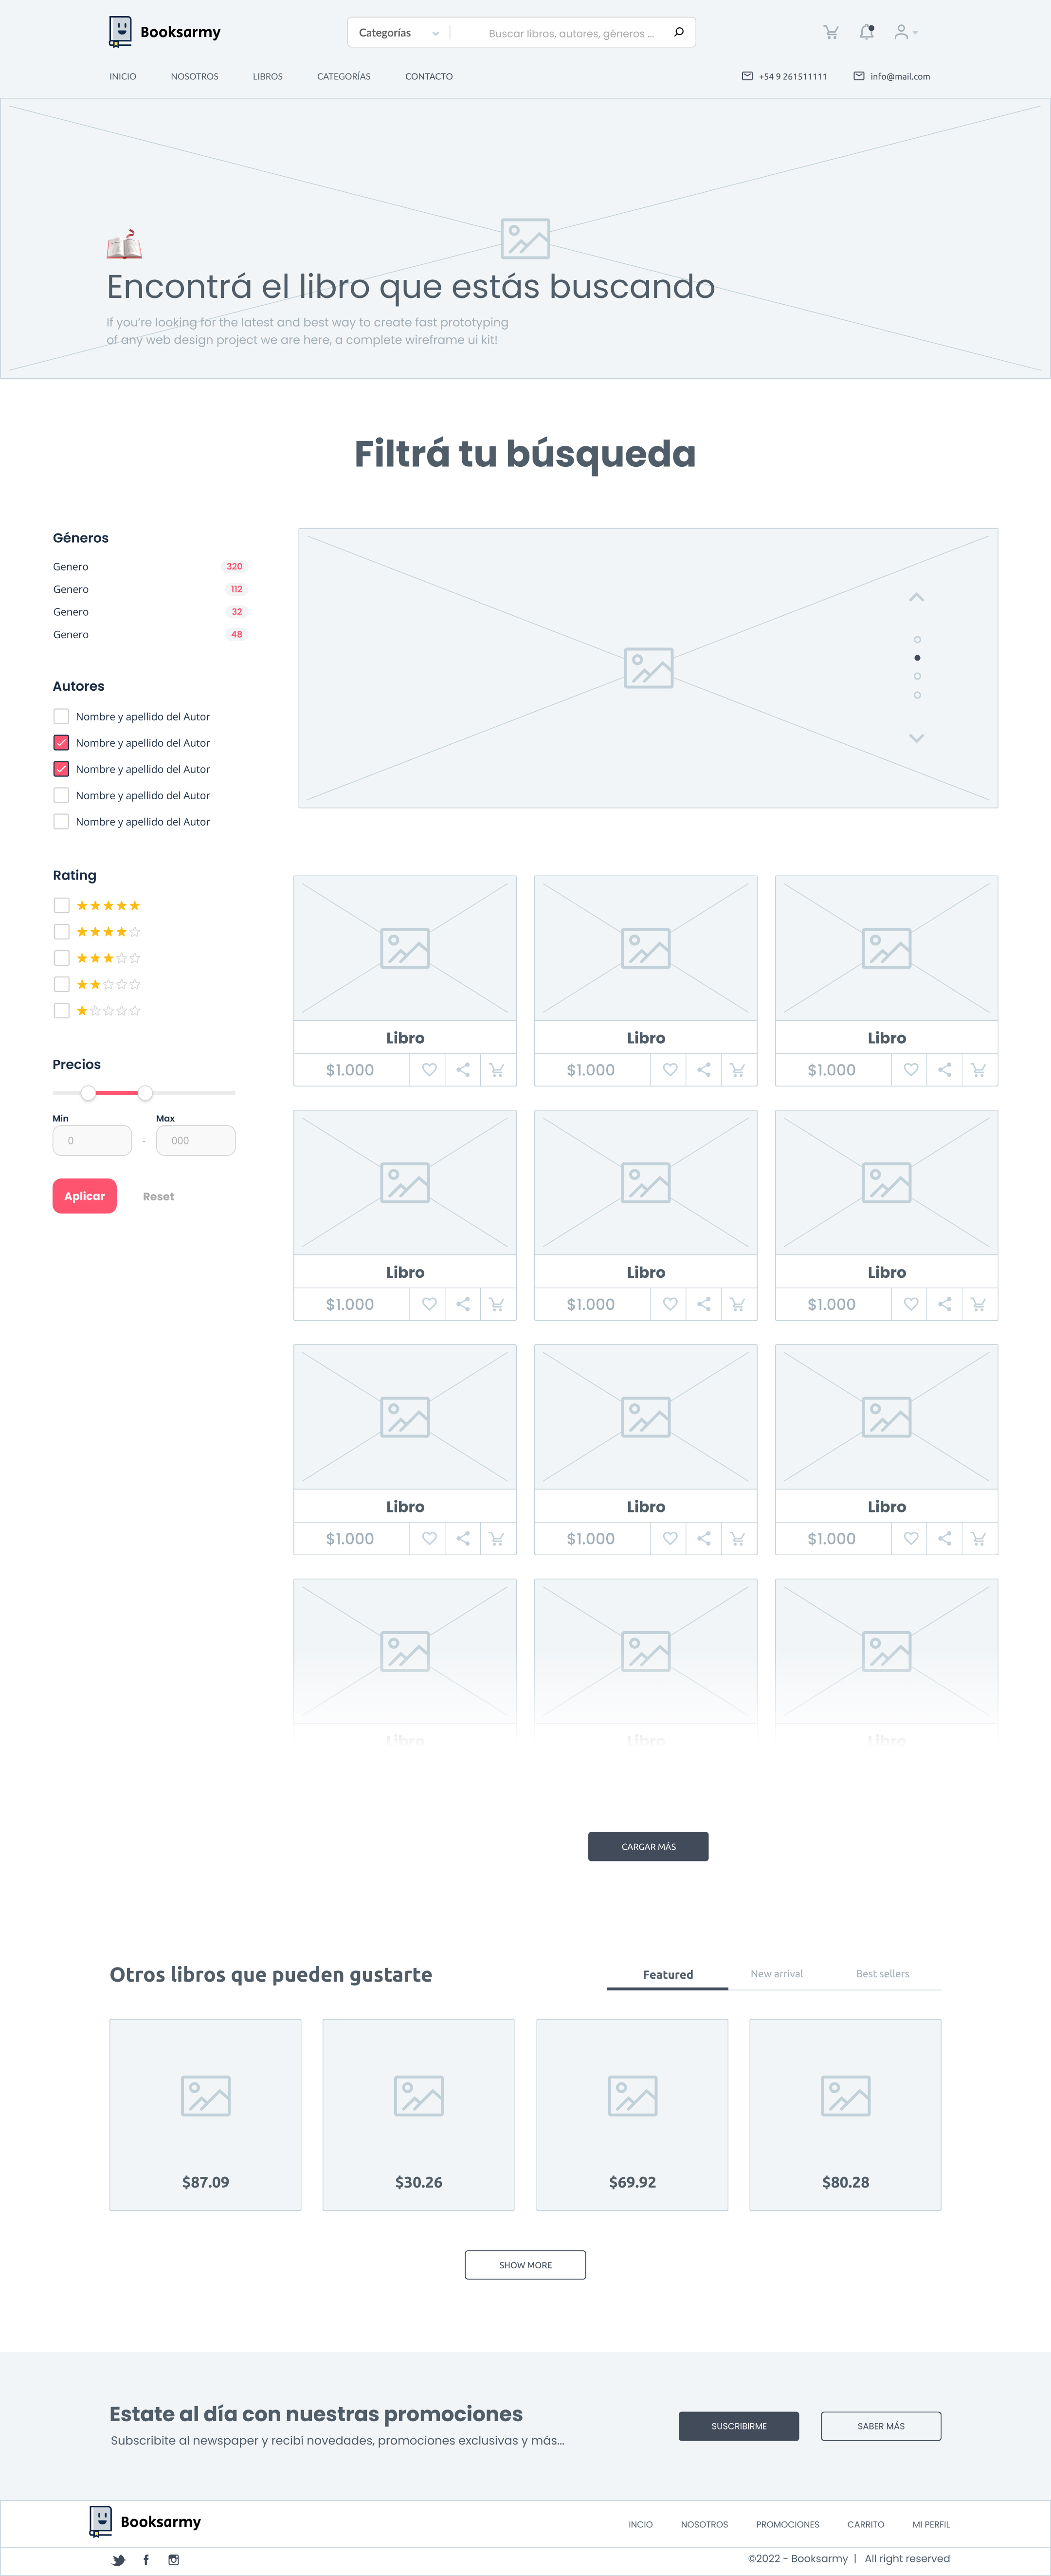 Booksarmy
Categorías
Buscar libros, autores, géneros ...
INICIO NOSOTROS LIBROS CATEGORÍAS CONTACTO
+54 9 261511111 info@mail.com
Encontrá el libro que estás buscando
If you're looking for the latest and best way to create fast prototyping
of any web design project we are here, a complete wireframe ui kit!
Filtrá tu búsqueda
Géneros
Genero 320
Genero 112
Genero 32
Genero 48
Autores
Nombre y apellido del Autor
Nombre y apellido del Autor
Nombre y apellido del Autor
Nombre y apellido del Autor
Nombre y apellido del Autor
Rating
Precios
Min Max
0 - 000
Aplicar Reset
Libro Libro Libro
$1.000 $1.000 $1.000
Libro Libro Libro
$1.000 $1.000 $1.000
Libro Libro Libro
$1.000 $1.000 $1.000
Libro Libro Libro
CARGAR MÁS
Otros libros que pueden gustarte
Featured New arrival Best sellers
$87.09 $30.26 $69.92 $80.28
SHOW MORE
Estate al día con nuestras promociones
Subscribite al newspaper y recibí novedades, promociones exclusivas y más...
SUSCRIBIRME SABER MÁS
Booksarmy
INCIO NOSOTROS PROMOCIONES CARRITO MI PERFIL
©2022 - Booksarmy | All right reserved